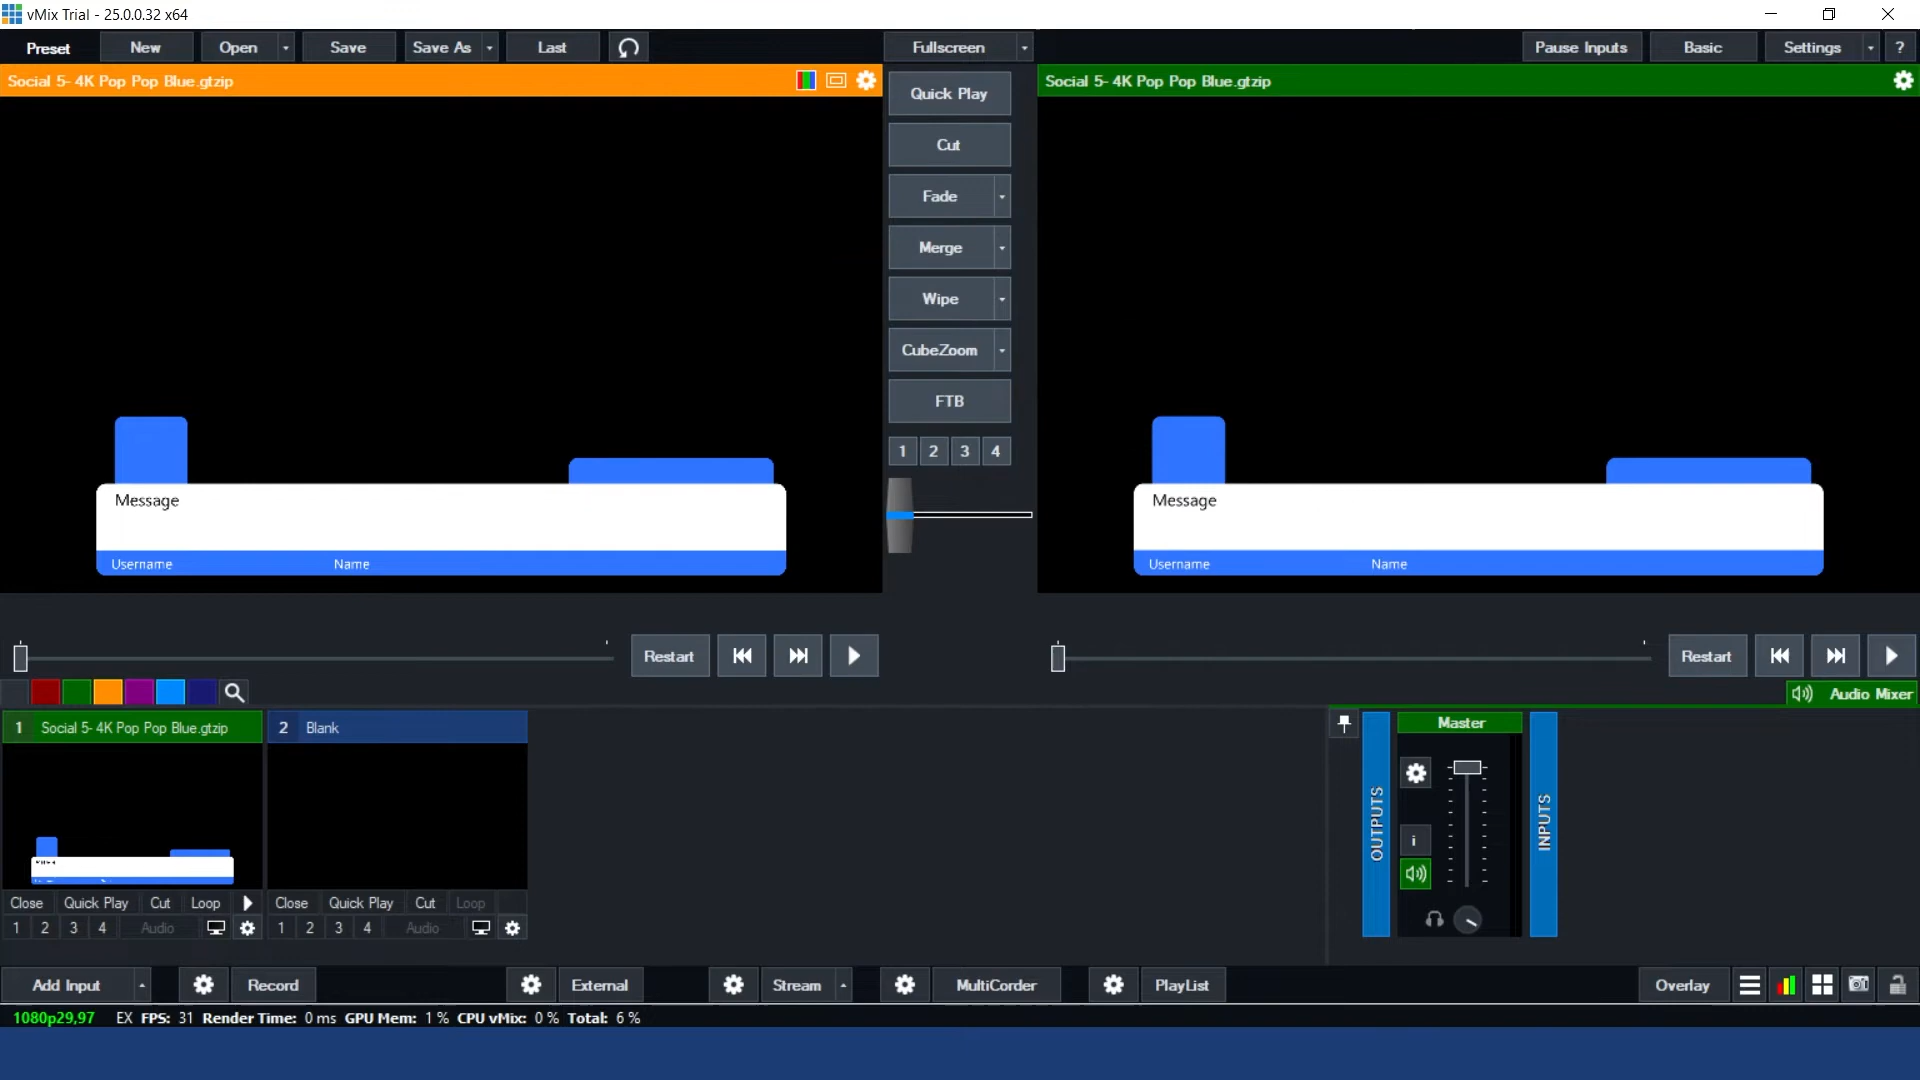 vMix Trial - 25.0.0.32 x64
Preset New Open Save Save As Last Fullscreen Pause Inputs Basic Settings ?
Social 5- 4K Pop Pop Blue.gtzip
Quick Play
Cut
Fade
Merge
Wipe
CubeZoom
FTB
1 2 3 4
Social 5- 4K Pop Pop Blue.gtzip
Message
Username Name
Message
Username Name
Restart
Restart
Audio Mixer
1 Social 5- 4K Pop Pop Blue.gtzip
2 Blank
Close Quick Play Cut Loop
1 2 3 4 Audio
Close Quick Play Cut Loop
1 2 3 4 Audio
OUTPUTS
Master
i
INPUTS
Add Input Record External Stream MultiCorder PlayList Overlay
1080p29,97 EX FPS: 31 Render Time: 0 ms GPU Mem: 1 % CPU vMix: 0 % Total: 6 %